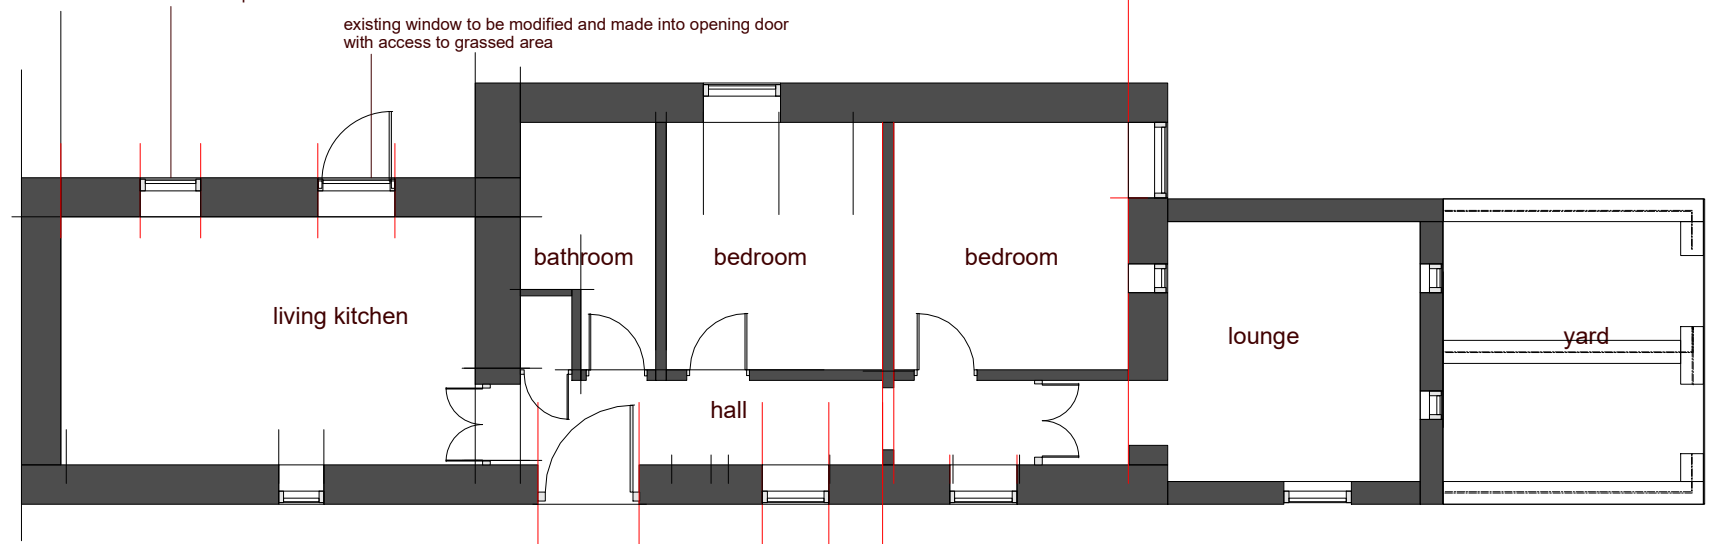 existing window to be modified and made into opening door
with access to grassed area
bathroom
bedroom
bedroom
living kitchen
lounge
yard
hall